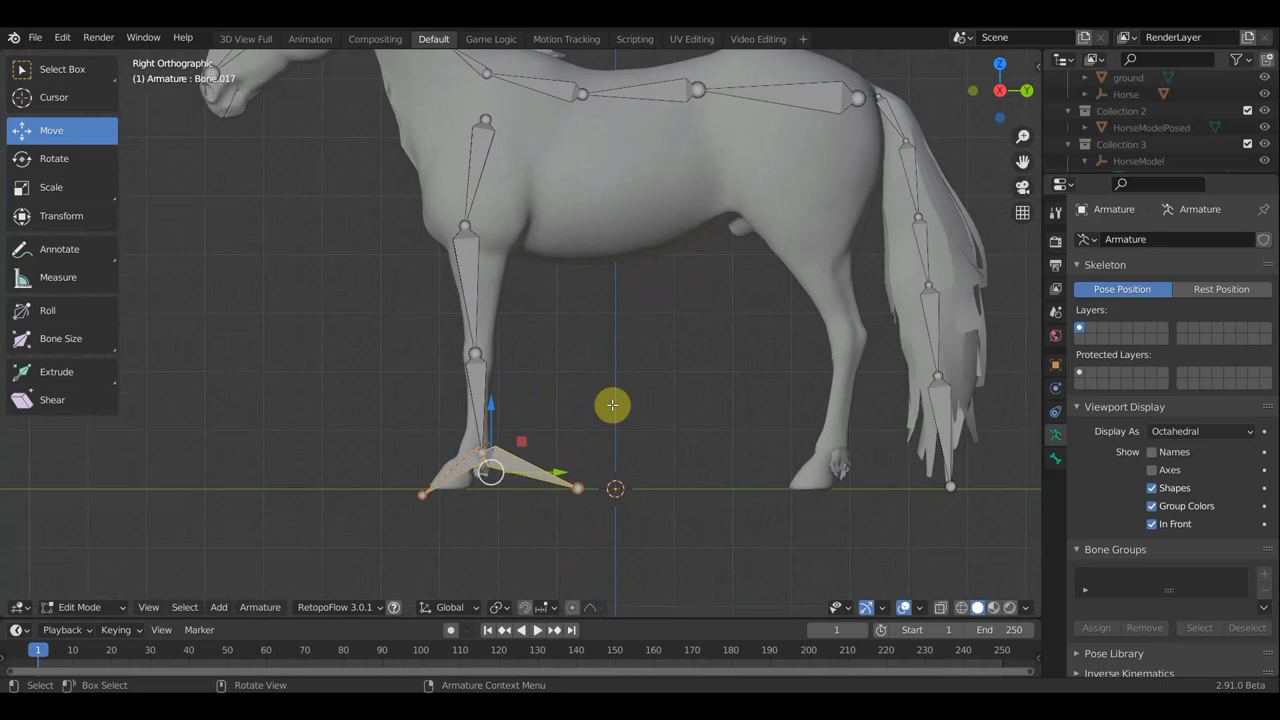 File Edit Render Window Help 3D View Full Animation Compositing Default Game Logic Motion Tracking Scripting UV Editing Video Editing + Scene RenderLayer
Right Orthographic
(1) Armature : Bone.017
Select Box
Cursor
Move
Rotate
Scale
Transform
Annotate
Measure
Roll
Bone Size
Extrude
Shear
Z
X
Y
ground
Horse
Collection 2
HorseModelPosed
Collection 3
HorseModel
Armature Armature
Armature
Skeleton
Pose Position Rest Position
Layers:
Protected Layers:
Viewport Display
Display As Octahedral
Show Names
Axes
Shapes
Group Colors
In Front
Bone Groups
Assign Remove Select Deselect
Pose Library
Inverse Kinematics
Edit Mode View Select Add Armature RetopoFlow 3.0.1 ? Global
Playback Keying View Marker 1 Start 1 End 250
1 10 20 30 40 50 60 70 80 90 100 110 120 130 140 150 160 170 180 190 200 210 220 230 240 250
Select Box Select Rotate View Armature Context Menu 2.91.0 Beta